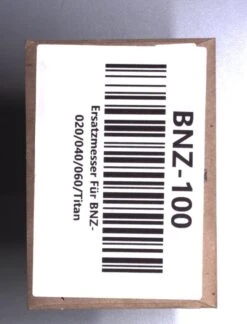 BNZ-100
Ersatzmesser Für BNZ-
020/040/060/Titan